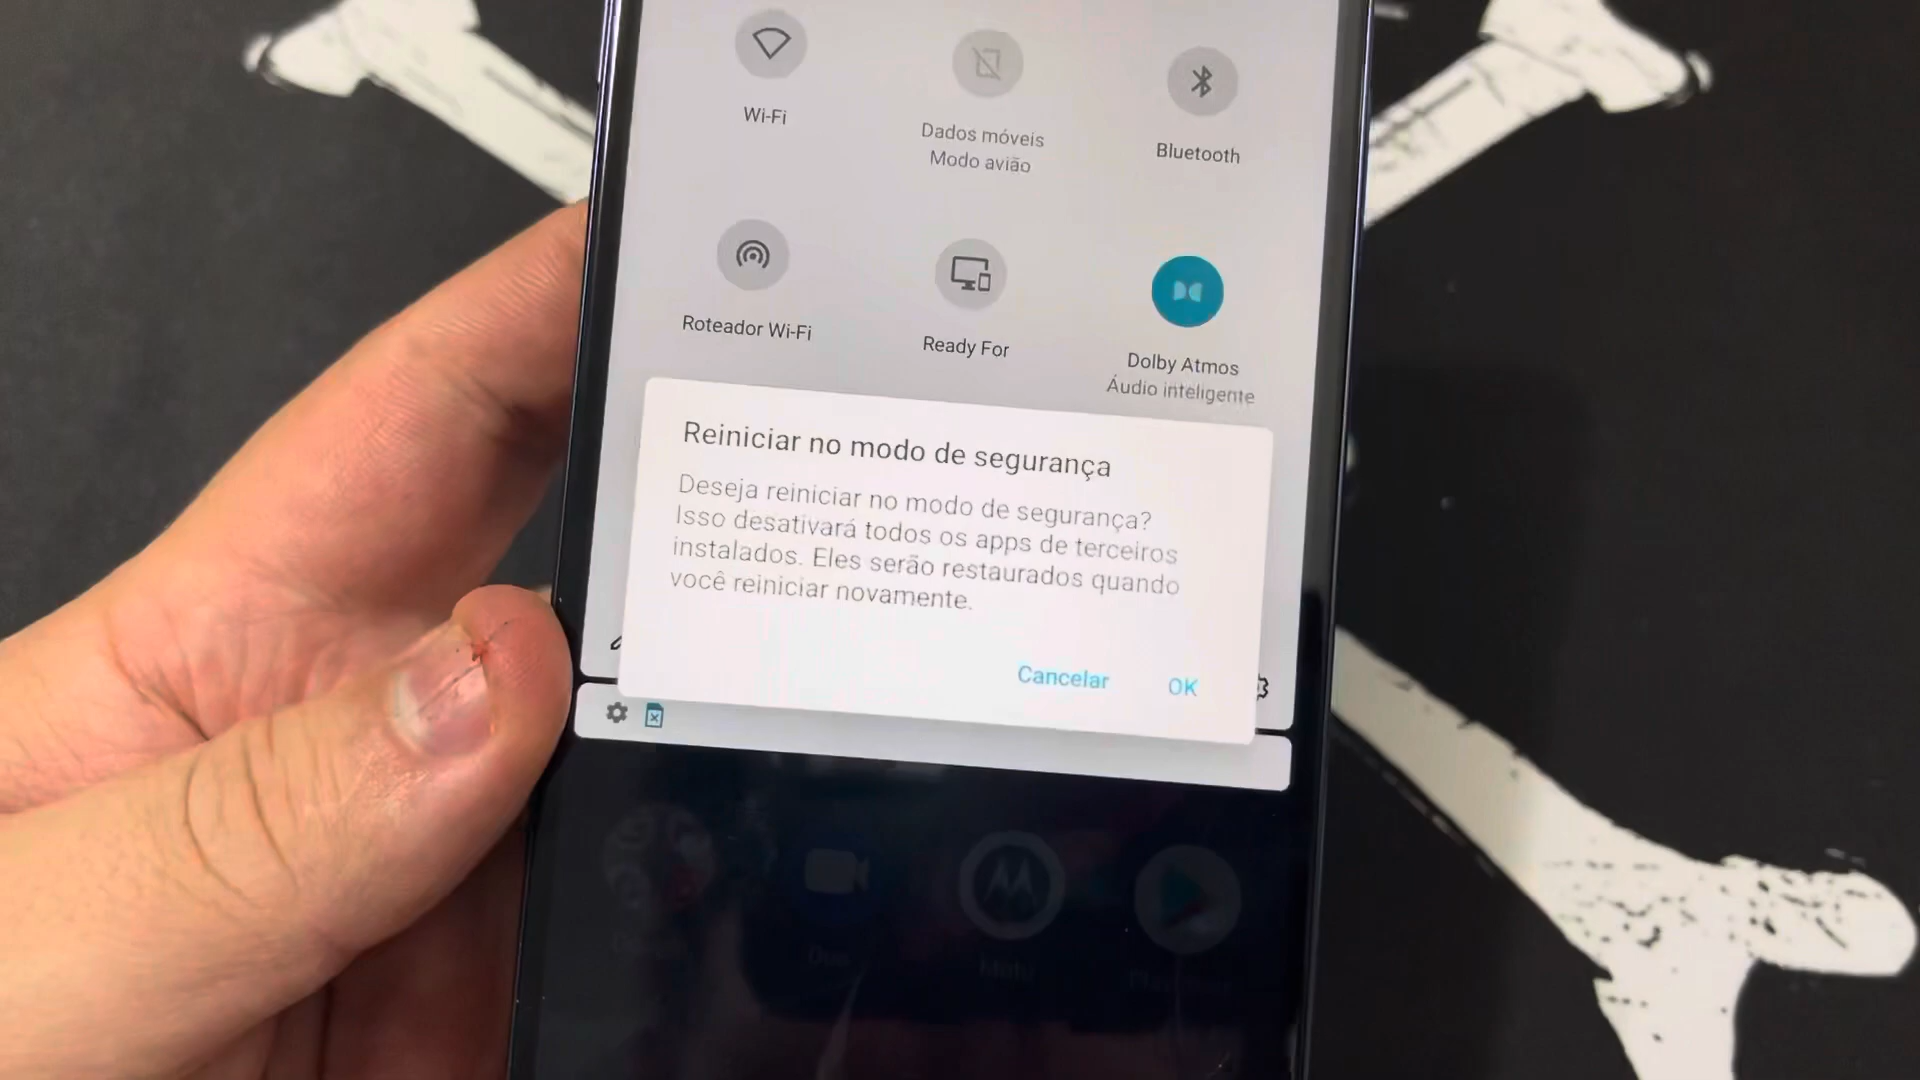 Wi-Fi
Dados móveis
Modo avião
Bluetooth
Roteador Wi-Fi
Ready For
Dolby Atmos
Áudio inteligente
Reiniciar no modo de segurança
Deseja reiniciar no modo de segurança?
Isso desativará todos os apps de terceiros
instalados. Eles serão restaurados quando
você reiniciar novamente.
Cancelar OK